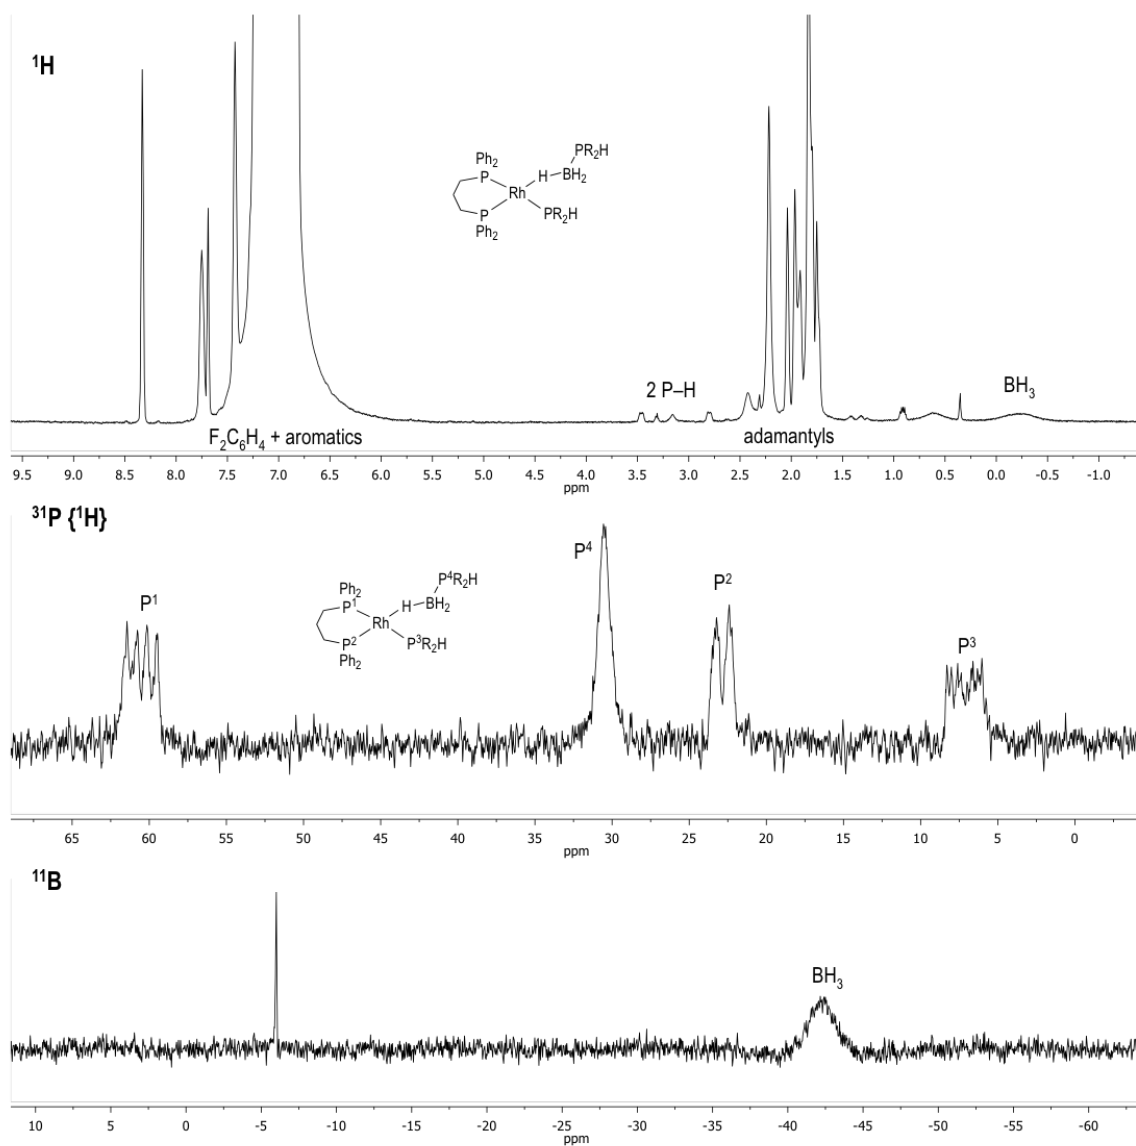 ¹H
Ph₂
P
Rh
P
Ph₂
H
BH₂
PR₂H
PR₂H
2 P–H
BH₃
F₂C₆H₄ + aromatics
adamantyls
9.5 9.0 8.5 8.0 7.5 7.0 6.5 6.0 5.5 5.0 4.5 4.0 3.5 3.0 2.5 2.0 1.5 1.0 0.5 0.0 -0.5 -1.0
ppm
³¹P {¹H}
P¹
Ph₂
P¹
Rh
P²
Ph₂
H
BH₂
P⁴R₂H
P³R₂H
P⁴
P²
P³
65 60 55 50 45 40 35 30 25 20 15 10 5 0
ppm
¹¹B
BH₃
10 5 0 -5 -10 -15 -20 -25 -30 -35 -40 -45 -50 -55 -60
ppm